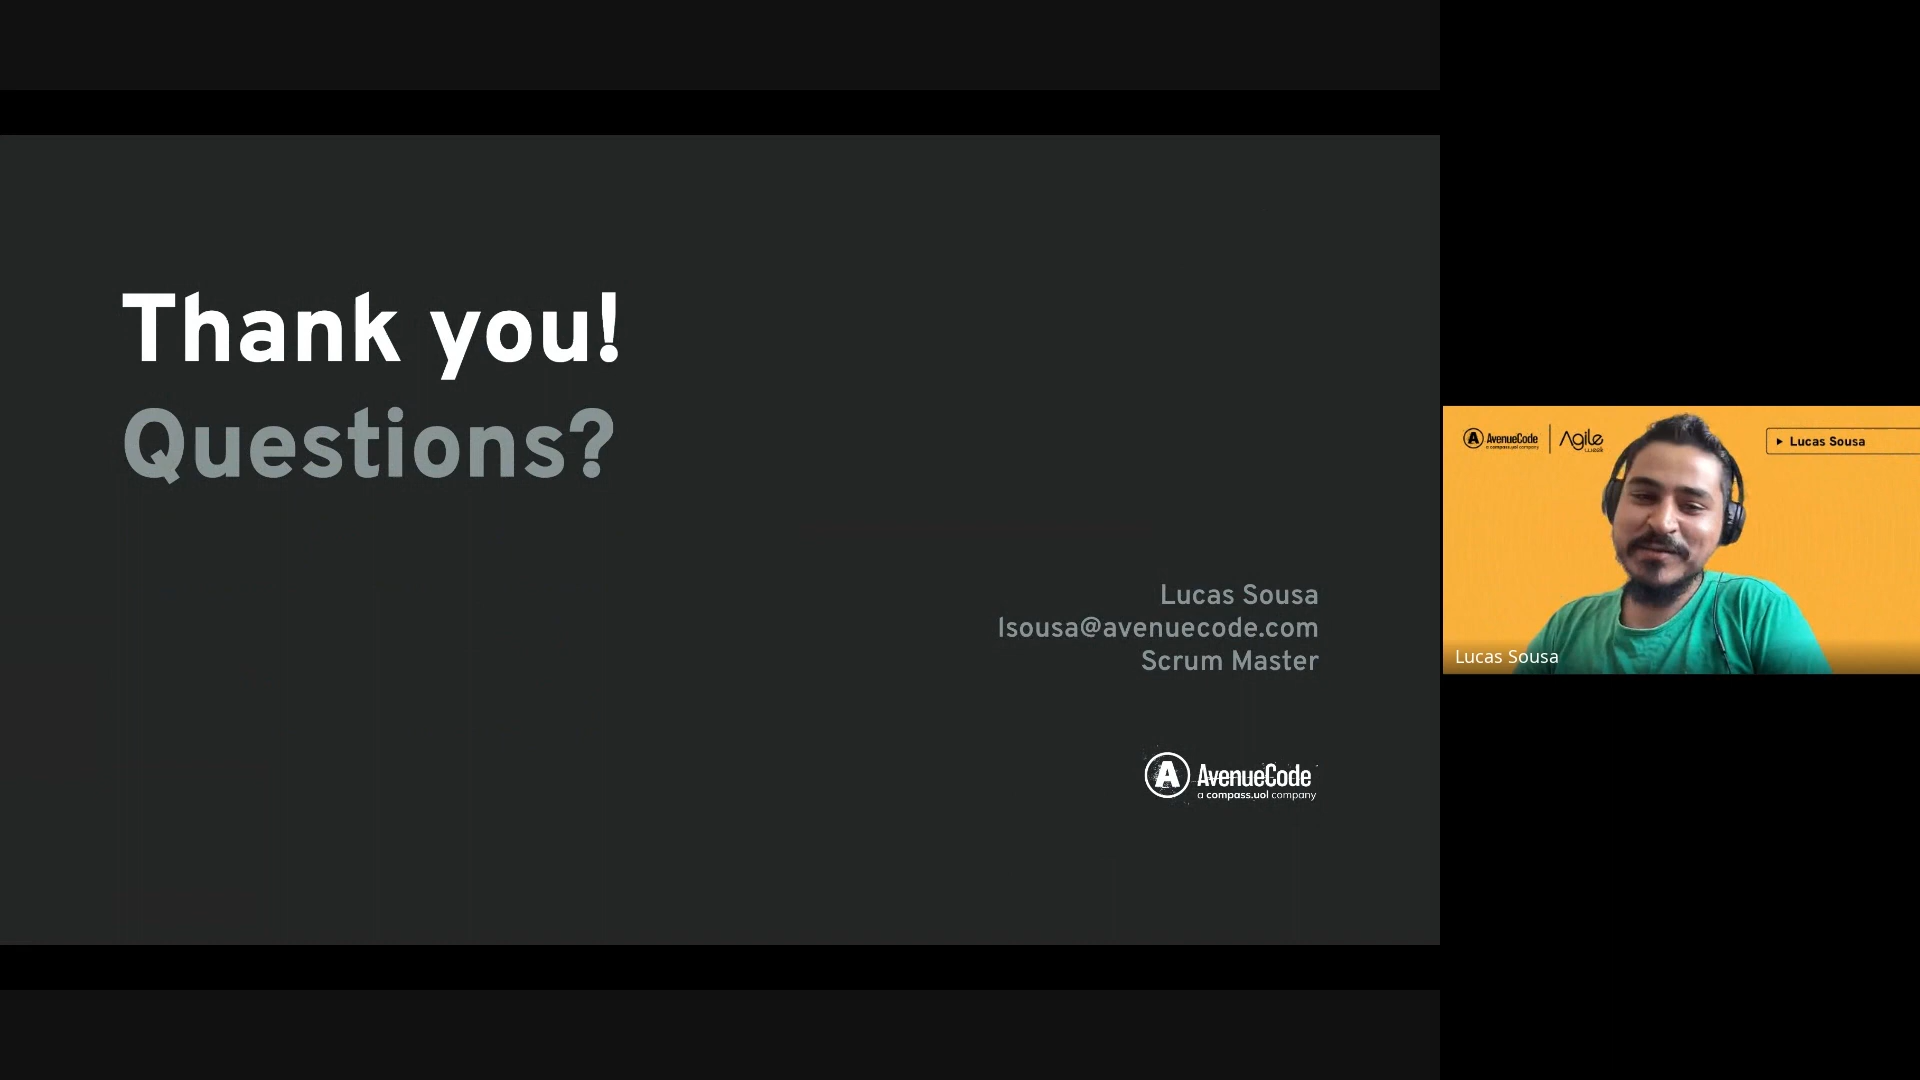 Thank you!
Questions?
Lucas Sousa
lsousa@avenuecode.com
Scrum Master
A AvenueCode
a compass.uol company
A AvenueCode
a compass.uol company
Agile
week
Lucas Sousa
Lucas Sousa